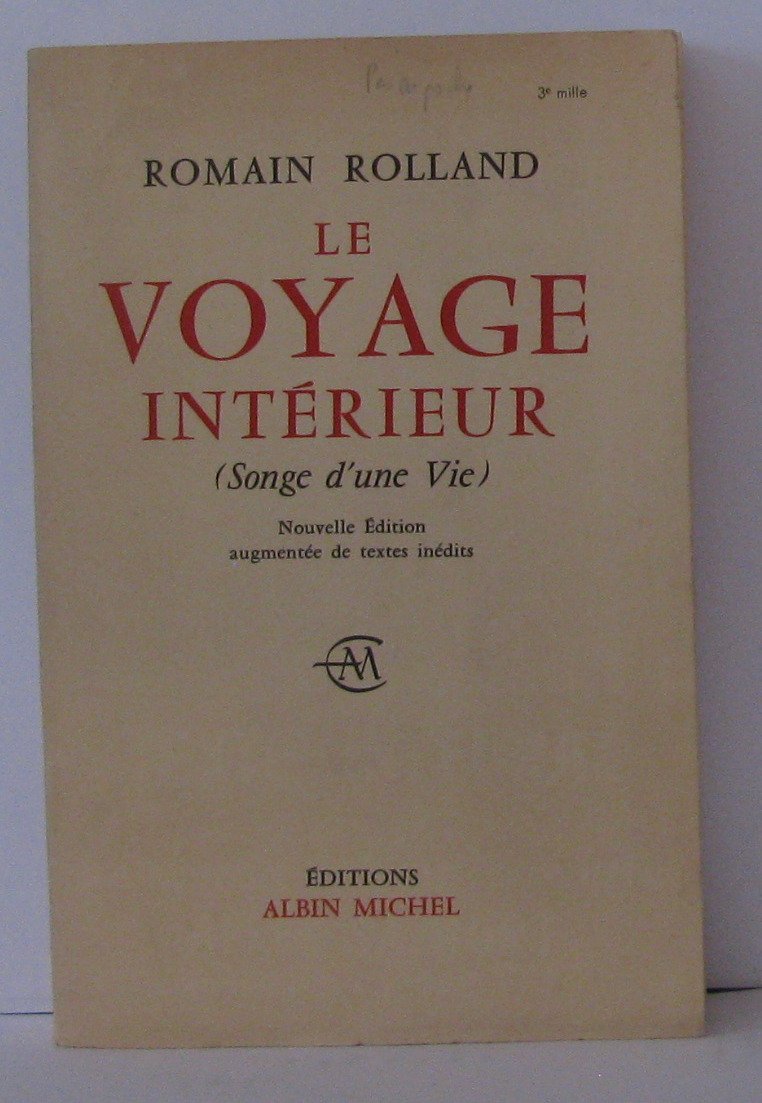 3e mille
ROMAIN ROLLAND
LE
VOYAGE
INTÉRIEUR
(Songe d'une Vie)
Nouvelle Édition
augmentée de textes inédits
AM
ÉDITIONS
ALBIN MICHEL